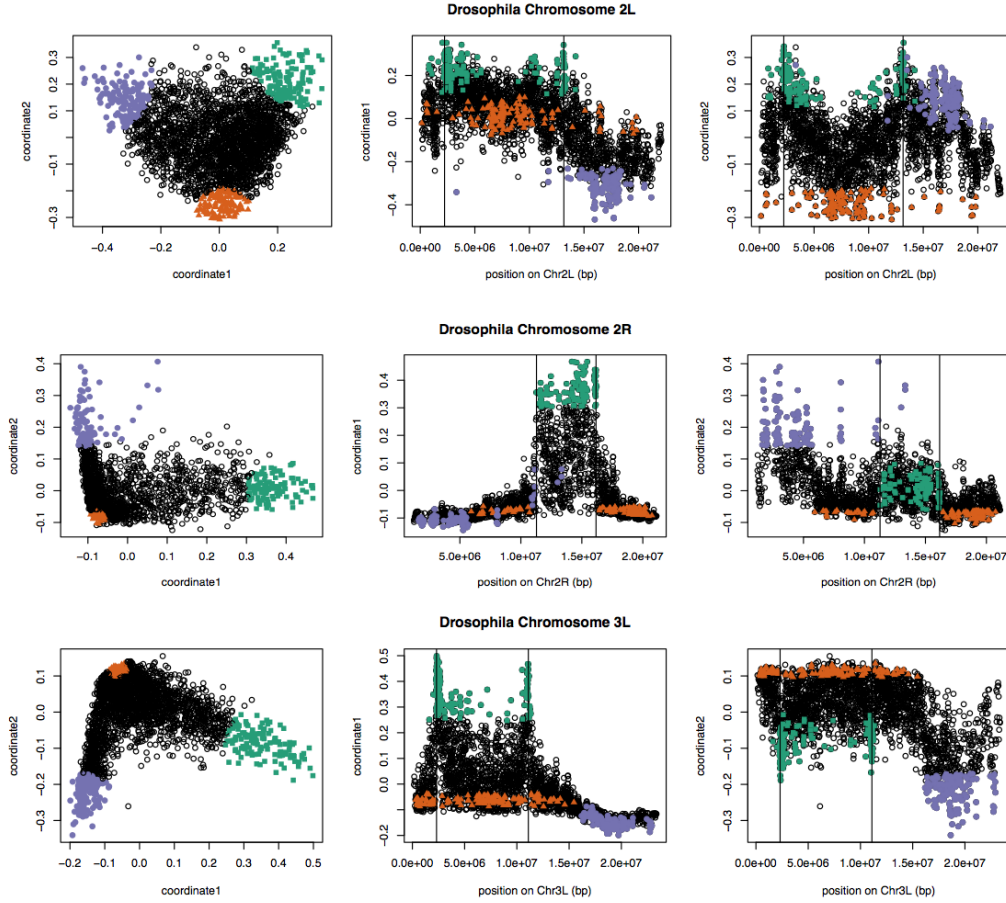 Drosophila Chromosome 2L
coordinate2
0.3
0.1
−0.1
−0.3
−0.4
−0.2
0.0
0.2
coordinate1
coordinate1
0.2
0.0
−0.2
−0.4
0.0e+00
5.0e+06
1.0e+07
1.5e+07
2.0e+07
position on Chr2L (bp)
coordinate2
0.3
0.1
−0.1
−0.3
0.0e+00
5.0e+06
1.0e+07
1.5e+07
2.0e+07
position on Chr2L (bp)
Drosophila Chromosome 2R
coordinate2
0.4
0.3
0.2
0.1
0.0
−0.1
−0.1
0.0
0.1
0.2
0.3
0.4
coordinate1
coordinate1
0.4
0.3
0.2
0.1
0.0
−0.1
5.0e+06
1.0e+07
1.5e+07
2.0e+07
position on Chr2R (bp)
coordinate2
0.4
0.3
0.2
0.1
0.0
−0.1
5.0e+06
1.0e+07
1.5e+07
2.0e+07
position on Chr2R (bp)
Drosophila Chromosome 3L
coordinate2
0.1
0.0
−0.1
−0.2
−0.3
−0.2
−0.1
0.0
0.1
0.2
0.3
0.4
0.5
coordinate1
coordinate1
0.5
0.4
0.3
0.2
0.1
0.0
−0.2
0.0e+00
5.0e+06
1.0e+07
1.5e+07
2.0e+07
position on Chr3L (bp)
coordinate2
0.1
0.0
−0.1
−0.2
−0.3
0.0e+00
5.0e+06
1.0e+07
1.5e+07
2.0e+07
position on Chr3L (bp)